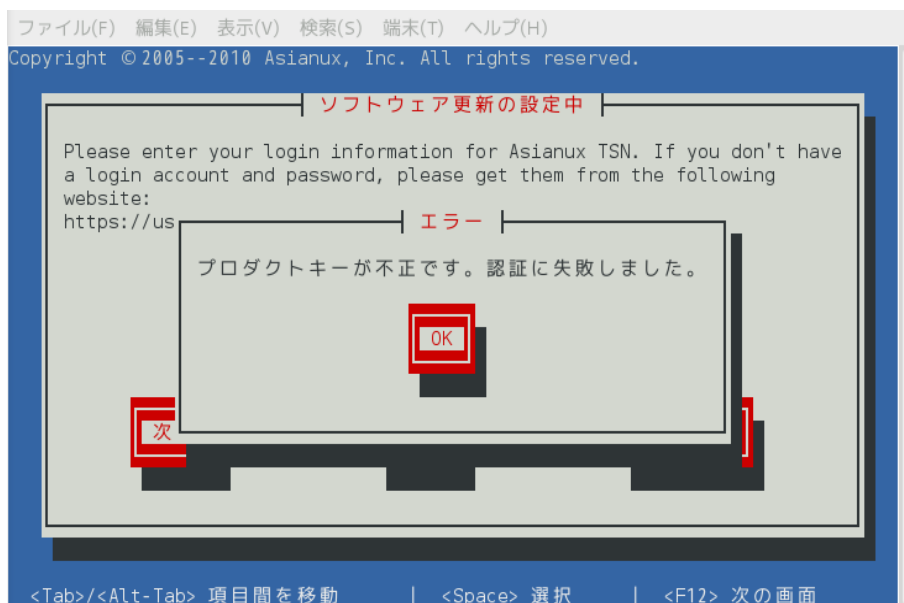 ファイル(F) 編集(E) 表示(V) 検索(S) 端末(T) ヘルプ(H)
Copyright © 2005--2010 Asianux, Inc. All rights reserved.
ソフトウェア更新の設定中
Please enter your login information for Asianux TSN. If you don't have
a login account and password, please get them from the following
website:
https://us
エラー
プロダクトキーが不正です。認証に失敗しました。
OK
次
<Tab>/<Alt-Tab> 項目間を移動 | <Space> 選択 | <F12> 次の画面